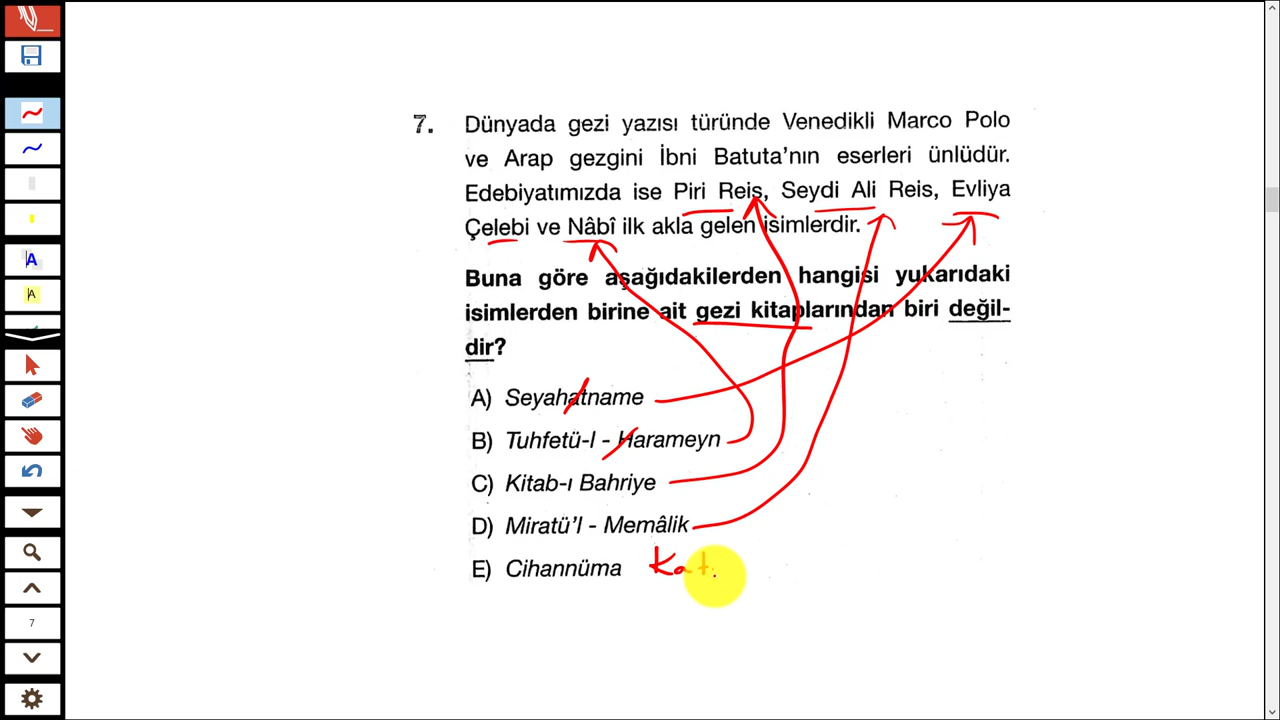 7. Dünyada gezi yazısı türünde Venedikli Marco Polo
ve Arap gezgini İbni Batuta'nın eserleri ünlüdür.
Edebiyatımızda ise Piri Reis, Seydi Ali Reis, Evliya
Çelebi ve Nâbî ilk akla gelen isimlerdir.
Buna göre aşağıdakilerden hangisi yukarıdaki
isimlerden birine ait gezi kitaplarından biri değil-
dir?
A) Seyahatname
B) Tuhfetü-l - Harameyn
C) Kitab-ı Bahriye
D) Miratü'l - Memâlik
E) Cihannüma Kat
A
A
7